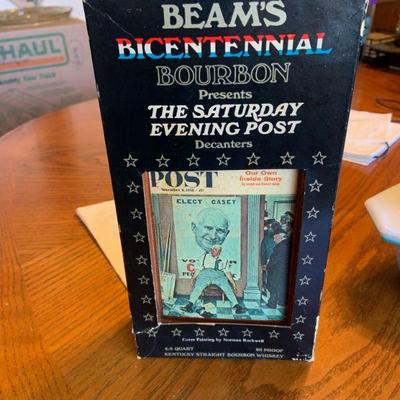 HAUL
BEAM'S
BICENTENNIAL
BOURBON
Presents
THE SATURDAY
EVENING POST
Decanters
POST
Our Own
Inside Story
ELECT CASEY
Cover Painting by Norman Rockwell
4/5 QUART 80 PROOF
KENTUCKY STRAIGHT BOURBON WHISKEY